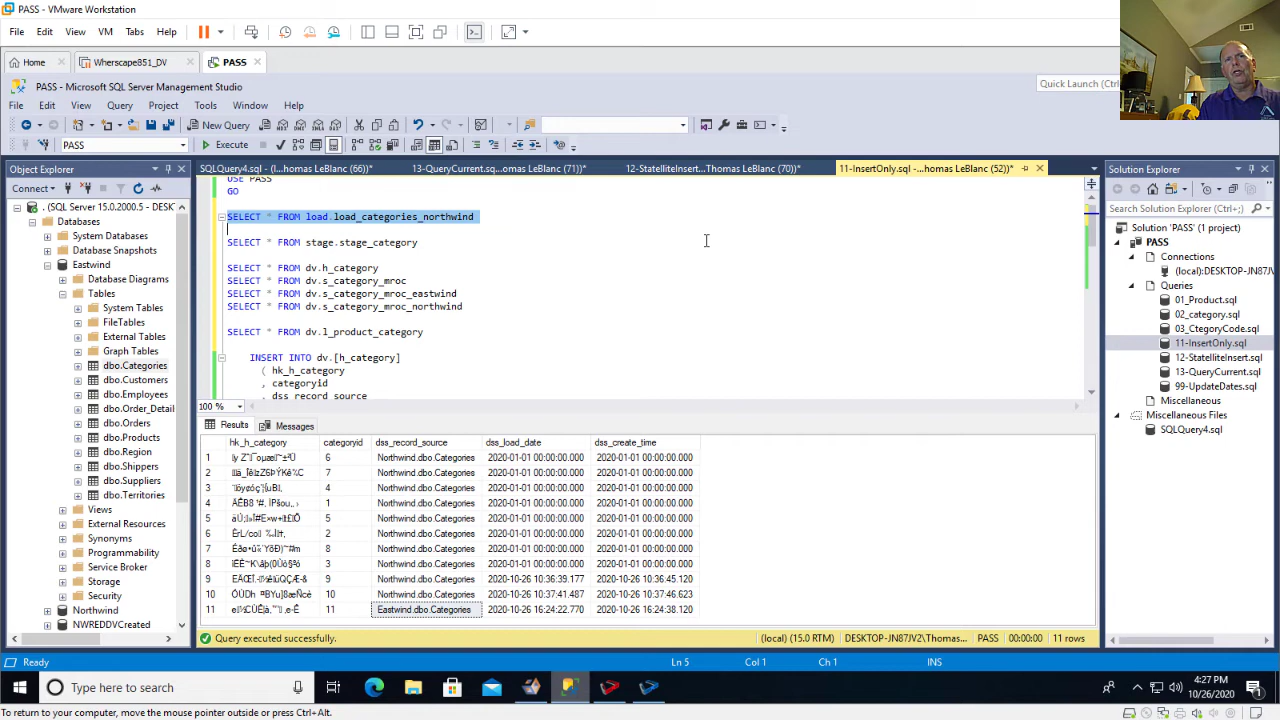 PASS - VMware Workstation
File Edit View VM Tabs Help
Home Wherscape851_DV PASS
PASS - Microsoft SQL Server Management Studio
Quick Launch (Ctrl+
File Edit View Query Project Tools Window Help
New Query
PASS Execute
Object Explorer
SQLQuery4.sql - (l...homas LeBlanc (66))* 13-QueryCurrent.sq...omas LeBlanc (71))* 12-StatelliteInsert...Thomas LeBlanc (70))* 11-InsertOnly.sql -...homas LeBlanc (52))*
Solution Explorer
Connect
. (SQL Server 15.0.2000.5 - DESK
Databases
System Databases
Database Snapshots
Eastwind
Database Diagrams
Tables
System Tables
FileTables
External Tables
Graph Tables
dbo.Categories
dbo.Customers
dbo.Employees
dbo.Order_Detail
dbo.Orders
dbo.Products
dbo.Region
dbo.Shippers
dbo.Suppliers
dbo.Territories
Views
External Resources
Synonyms
Programmability
Service Broker
Storage
Security
Northwind
NWREDDVCreated
USE PASS
GO
SELECT * FROM load.load_categories_northwind
SELECT * FROM stage.stage_category
SELECT * FROM dv.h_category
SELECT * FROM dv.s_category_mroc
SELECT * FROM dv.s_category_mroc_eastwind
SELECT * FROM dv.s_category_mroc_northwind
SELECT * FROM dv.l_product_category
INSERT INTO dv.[h_category]
( hk_h_category
, categoryid
, dss_record_source
100 %
Results Messages
hk_h_category categoryid dss_record_source dss_load_date dss_create_time
1 6 Northwind.dbo.Categories 2020-01-01 00:00:00.000 2020-01-01 00:00:00.000
2 7 Northwind.dbo.Categories 2020-01-01 00:00:00.000 2020-01-01 00:00:00.000
3 4 Northwind.dbo.Categories 2020-01-01 00:00:00.000 2020-01-01 00:00:00.000
4 1 Northwind.dbo.Categories 2020-01-01 00:00:00.000 2020-01-01 00:00:00.000
5 5 Northwind.dbo.Categories 2020-01-01 00:00:00.000 2020-01-01 00:00:00.000
6 2 Northwind.dbo.Categories 2020-01-01 00:00:00.000 2020-01-01 00:00:00.000
7 8 Northwind.dbo.Categories 2020-01-01 00:00:00.000 2020-01-01 00:00:00.000
8 3 Northwind.dbo.Categories 2020-01-01 00:00:00.000 2020-01-01 00:00:00.000
9 9 Northwind.dbo.Categories 2020-10-26 10:36:39.177 2020-10-26 10:36:45.120
10 10 Northwind.dbo.Categories 2020-10-26 10:37:41.487 2020-10-26 10:37:46.623
11 11 Eastwind.dbo.Categories 2020-10-26 16:24:22.770 2020-10-26 16:24:38.120
Query executed successfully. (local) (15.0 RTM) DESKTOP-JN87JV2\Thomas... PASS 00:00:00 11 rows
Search Solution Explorer (Ctrl+;)
Solution 'PASS' (1 project)
PASS
Connections
(local):DESKTOP-JN87JV
Queries
01_Product.sql
02_category.sql
03_CtegoryCode.sql
11-InsertOnly.sql
12-StatelliteInsert.sql
13-QueryCurrent.sql
99-UpdateDates.sql
Miscellaneous
Miscellaneous Files
SQLQuery4.sql
Ready Ln 5 Col 1 Ch 1 INS
Type here to search
4:27 PM
10/26/2020
To return to your computer, move the mouse pointer outside or press Ctrl+Alt.